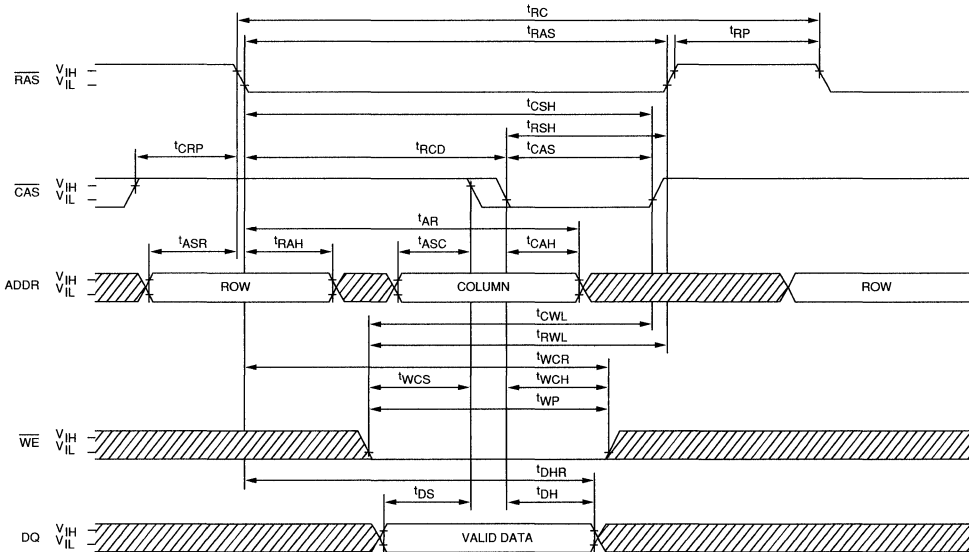 tRC
tRAS
tRP
RAS VIH
VIL
tCSH
tRSH
tCRP tRCD tCAS
CAS VIH
VIL
tAR
tASR tRAH tASC tCAH
ADDR VIH
VIL ROW COLUMN ROW
tCWL
tRWL
tWCR
tWCS tWCH
tWP
WE VIH
VIL
tDHR
tDS tDH
DQ VIH
VIL VALID DATA